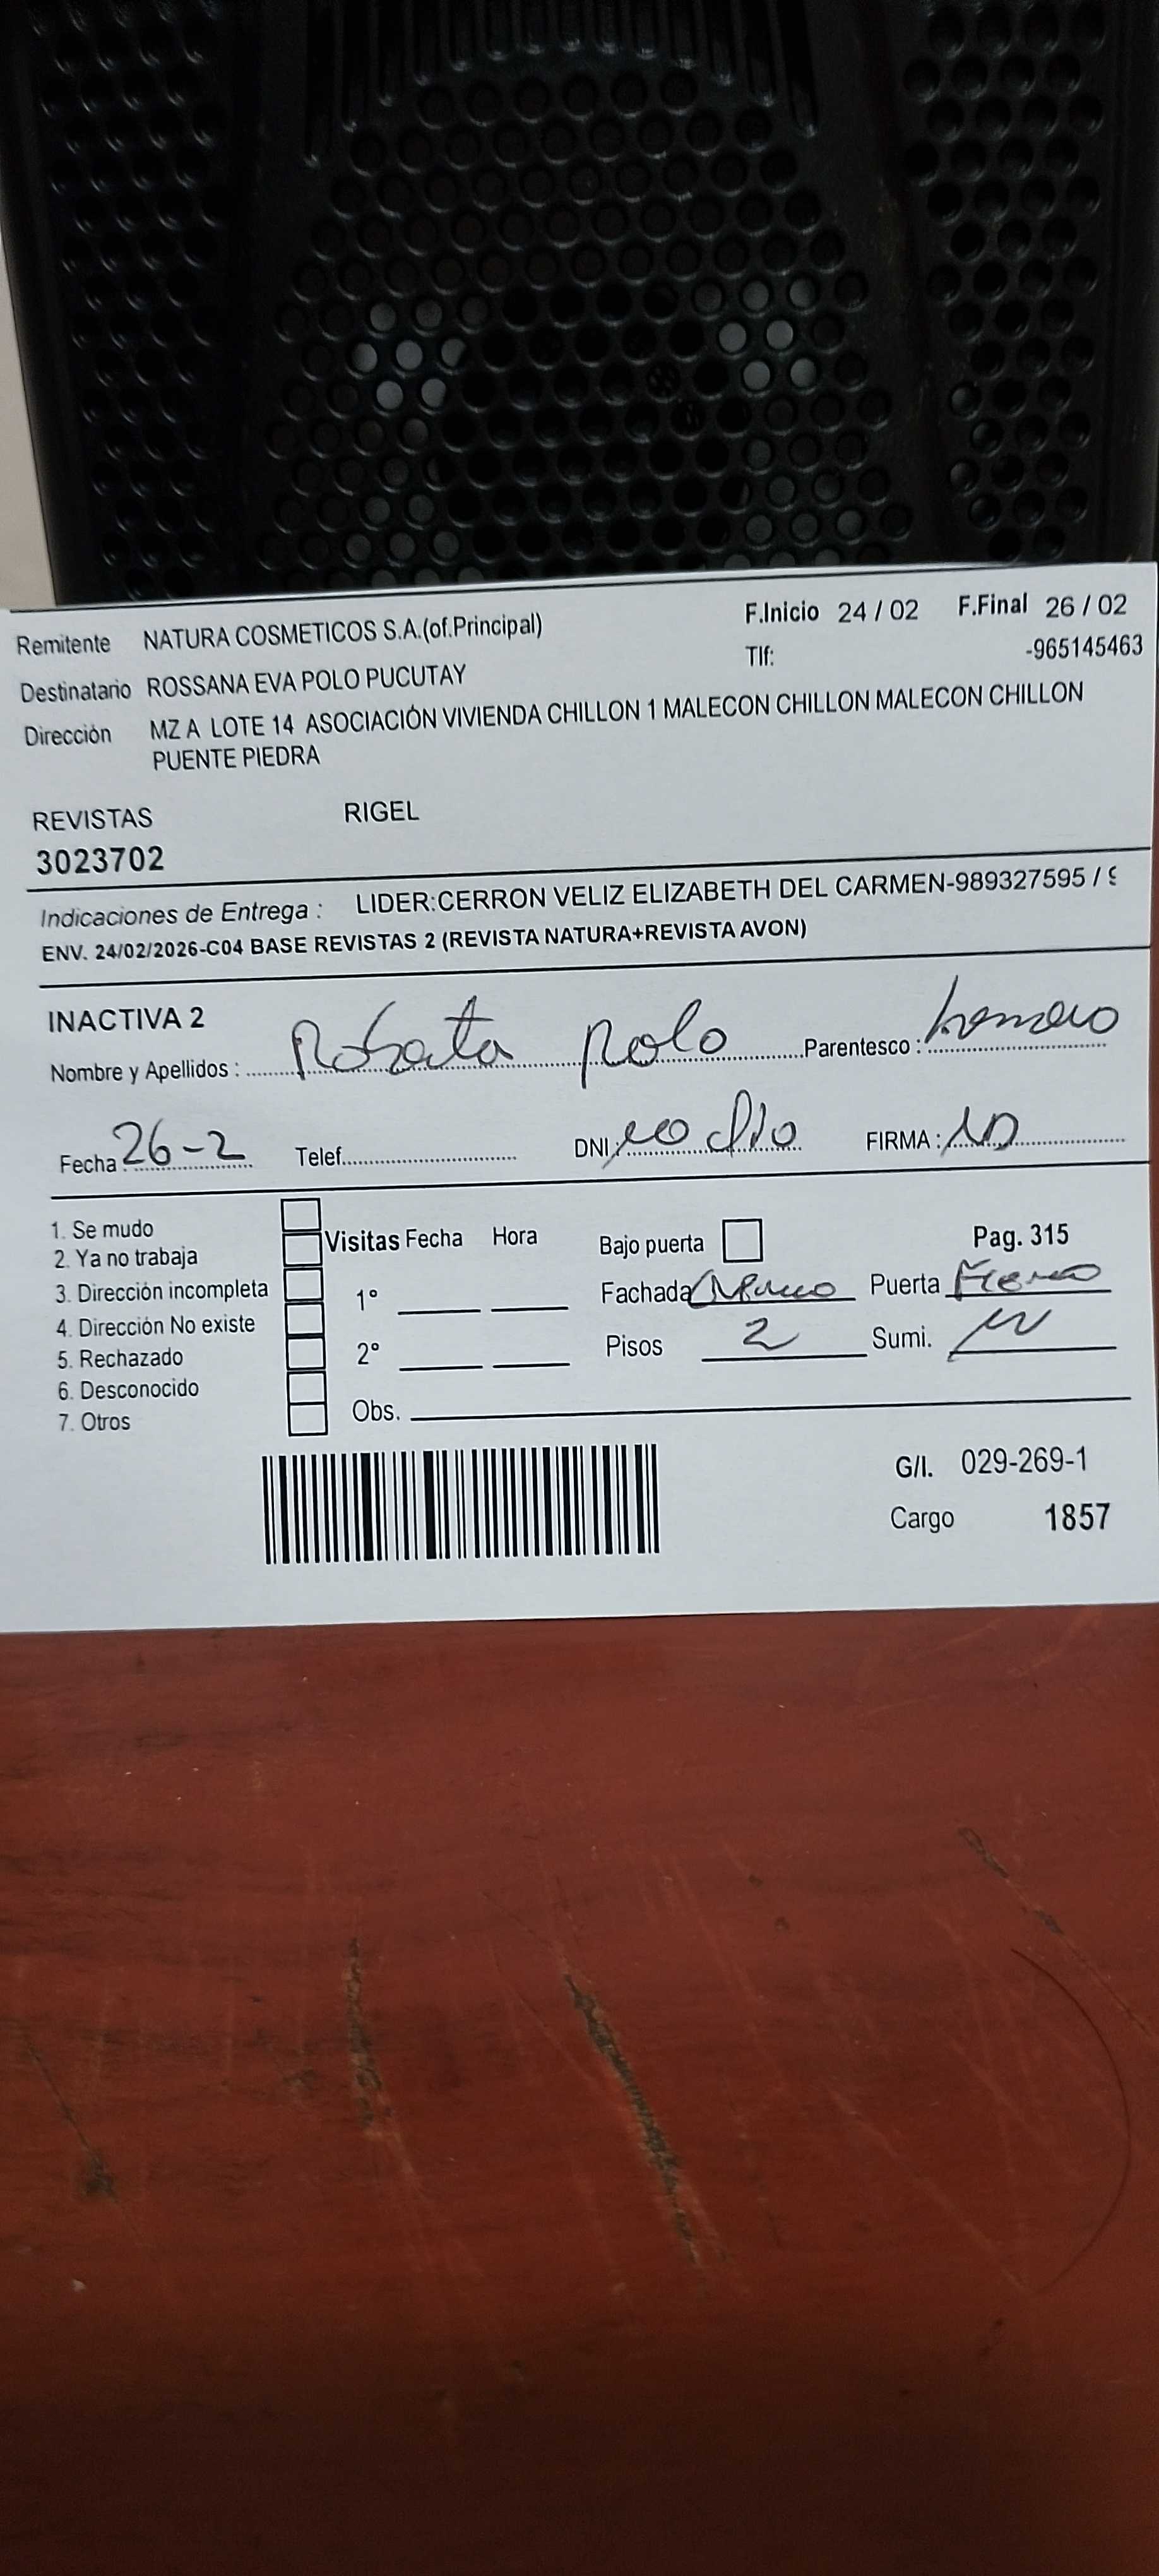 Remitente NATURA COSMETICOS S.A.(of.Principal) F.Inicio 24 / 02 F.Final 26 / 02
Tlf: -965145463
Destinatario ROSSANA EVA POLO PUCUTAY
Dirección MZ A LOTE 14 ASOCIACIÓN VIVIENDA CHILLON 1 MALECON CHILLON MALECON CHILLON
PUENTE PIEDRA
REVISTAS RIGEL
3023702
Indicaciones de Entrega : LIDER:CERRON VELIZ ELIZABETH DEL CARMEN-989327595 /
ENV. 24/02/2026-C04 BASE REVISTAS 2 (REVISTA NATURA+REVISTA AVON)
INACTIVA 2
Nombre y Apellidos : Polo Parentesco :
Fecha 26-2 Telef. DNI: no dio FIRMA :
1. Se mudo
2. Ya no trabaja
3. Dirección incompleta
4. Dirección No existe
5. Rechazado
6. Desconocido
7. Otros
Visitas Fecha Hora
1°
2°
Obs.
Bajo puerta Pag. 315
Fachada Puerta
Pisos 2 Sumi.
G/I. 029-269-1
Cargo 1857